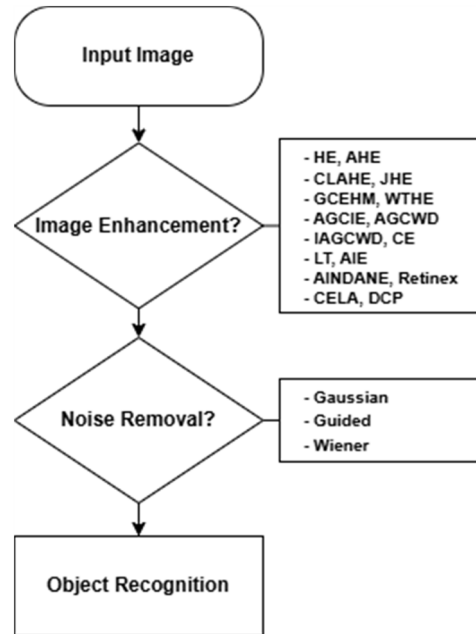 Input Image
Image Enhancement?
- HE, AHE
- CLAHE, JHE
- GCEHM, WTHE
- AGCIE, AGCWD
- IAGCWD, CE
- LT, AIE
- AINDANE, Retinex
- CELA, DCP
Noise Removal?
- Gaussian
- Guided
- Wiener
Object Recognition